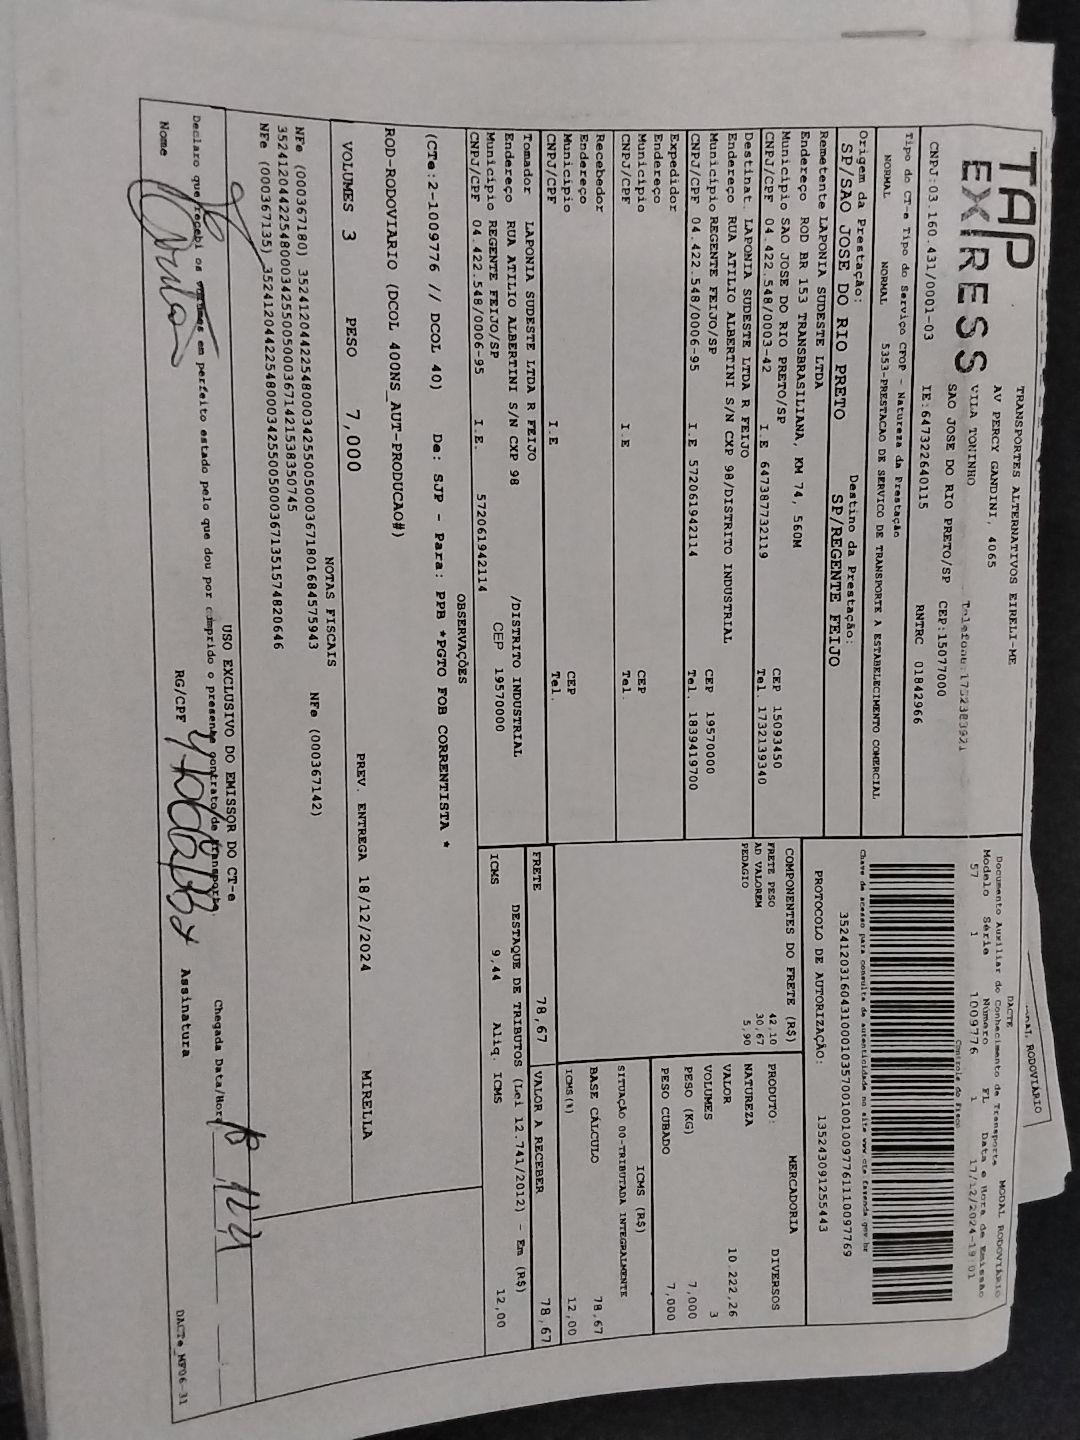 TAP
EXPRESS
TRANSPORTES ALTERNATIVOS EIRELI-ME
AV PERCY GANDINI, 4065
VILA TONINHO Telefone:1732383921
SAO JOSE DO RIO PRETO/SP CEP:15077000
CNPJ:03.160.431/0001-03 IE:647322640115 RNTRC 01842966
Tipo do CT-e Tipo do Serviço CFOP - Natureza da Prestação
NORMAL NORMAL 5353-PRESTACAO DE SERVICO DE TRANSPORTE A ESTABELECIMENTO COMERCIAL
Origem da Prestação: Destino da Prestação:
SP/SAO JOSE DO RIO PRETO SP/REGENTE FEIJO
Remetente LAPONIA SUDESTE LTDA
Endereço ROD BR 153 TRANSBRASILIANA, KM 74, 560M
Municipio SAO JOSE DO RIO PRETO/SP CEP 15093450
CNPJ/CPF 04.422.548/0003-42 I.E 647387732119 Tel. 1732139340
Destinat. LAPONIA SUDESTE LTDA R FEIJO
Endereço RUA ATILIO ALBERTINI S/N CXP 98/DISTRITO INDUSTRIAL
Municipio REGENTE FEIJO/SP CEP 19570000
CNPJ/CPF 04.422.548/0006-95 I.E 572061942114 Tel. 1839419700
Expedidor
Endereço
Municipio CEP
CNPJ/CPF I.E Tel.
Recebedor
Endereço
Municipio CEP
CNPJ/CPF I.E Tel.
Tomador LAPONIA SUDESTE LTDA R FEIJO
Endereço RUA ATILIO ALBERTINI S/N CXP 98 /DISTRITO INDUSTRIAL
Municipio REGENTE FEIJO/SP CEP 19570000
CNPJ/CPF 04.422.548/0006-95 I.E. 572061942114
MODAL RODOVIÁRIO
DACTE MODAL RODOVIÁRIO
Documento Auxiliar do Conhecimento de Transporte
Modelo Série Número FL Data e Hora de Emissão
57 1 1009776 1 17/12/2024-19:01
Controle do Fisco
Chave de acesso para consulta de autenticidade no site www.cte.fazenda.gov.br
35241203160431000103570010010097761110097769
PROTOCOLO DE AUTORIZAÇÃO: 135243091255443
COMPONENTES DO FRETE (R$)
FRETE PESO 42,10
AD VALOREM 30,67
PEDAGIO 5,90
MERCADORIA
PRODUTO: DIVERSOS
NATUREZA
VALOR 10.222,26
VOLUMES 3
PESO (KG) 7,000
PESO CUBADO 7,000
ICMS (R$)
SITUAÇÃO 00-TRIBUTADA INTEGRALMENTE
BASE CÁLCULO 78,67
ICMS(%) 12,00
FRETE 78,67 VALOR A RECEBER 78,67
DESTAQUE DE TRIBUTOS (Lei 12.741/2012) - Em (R$)
ICMS 9,44 Aliq. ICMS 12,00
OBSERVAÇÕES
(CTe:2-1009776 // DCOL 40) De: SJP - Para: PPB *PGTO FOB CORRENTISTA *
ROD-RODOVIARIO (DCOL 400NS_AUT-PRODUCAO#)
VOLUMES 3 PESO 7,000 PREV. ENTREGA 18/12/2024 MIRELLA
NOTAS FISCAIS
NFe (000367180) 35241204422548000342550050003671801684575943 NFe (000367142)
35241204422548000342550050003671421538350745
NFe (000367135) 35241204422548000342550050003671351574820646
USO EXCLUSIVO DO EMISSOR DO CT-e
Declaro que recebi os volumes em perfeito estado pelo que dou por cumprido o presente contrato de transporte. Chegada Data/Hora
Nome RG/CPF Assinatura
DACTe_MF06-31